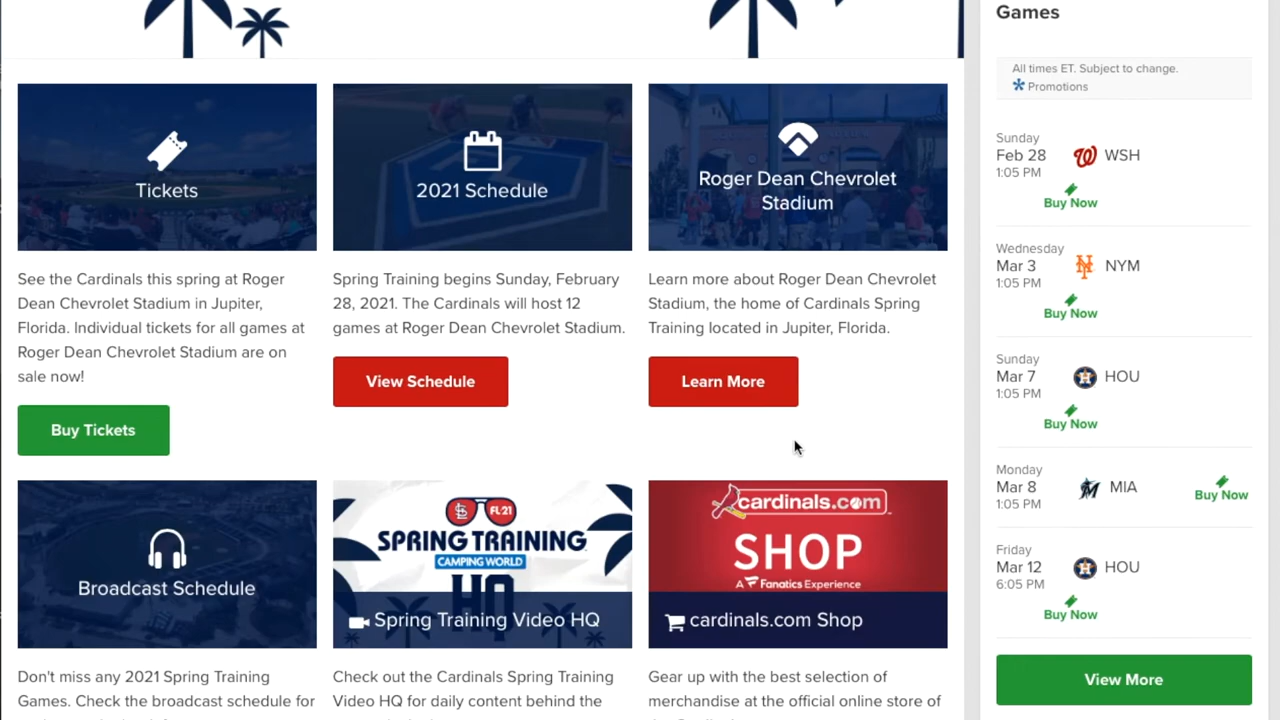 Games
All times ET. Subject to change.
Promotions
Tickets
2021 Schedule
Roger Dean Chevrolet
Stadium
See the Cardinals this spring at Roger
Dean Chevrolet Stadium in Jupiter,
Florida. Individual tickets for all games at
Roger Dean Chevrolet Stadium are on
sale now!
Buy Tickets
Spring Training begins Sunday, February
28, 2021. The Cardinals will host 12
games at Roger Dean Chevrolet Stadium.
View Schedule
Learn more about Roger Dean Chevrolet
Stadium, the home of Cardinals Spring
Training located in Jupiter, Florida.
Learn More
Broadcast Schedule
FL·21
SPRING TRAINING
CAMPING WORLD
HQ
Spring Training Video HQ
cardinals.com
SHOP
A Fanatics Experience
cardinals.com Shop
Don't miss any 2021 Spring Training
Games. Check the broadcast schedule for
Check out the Cardinals Spring Training
Video HQ for daily content behind the
Gear up with the best selection of
merchandise at the official online store of
Sunday
Feb 28 WSH
1:05 PM
Buy Now
Wednesday
Mar 3 NYM
1:05 PM
Buy Now
Sunday
Mar 7 HOU
1:05 PM
Buy Now
Monday
Mar 8 MIA
1:05 PM
Buy Now
Friday
Mar 12 HOU
6:05 PM
Buy Now
View More